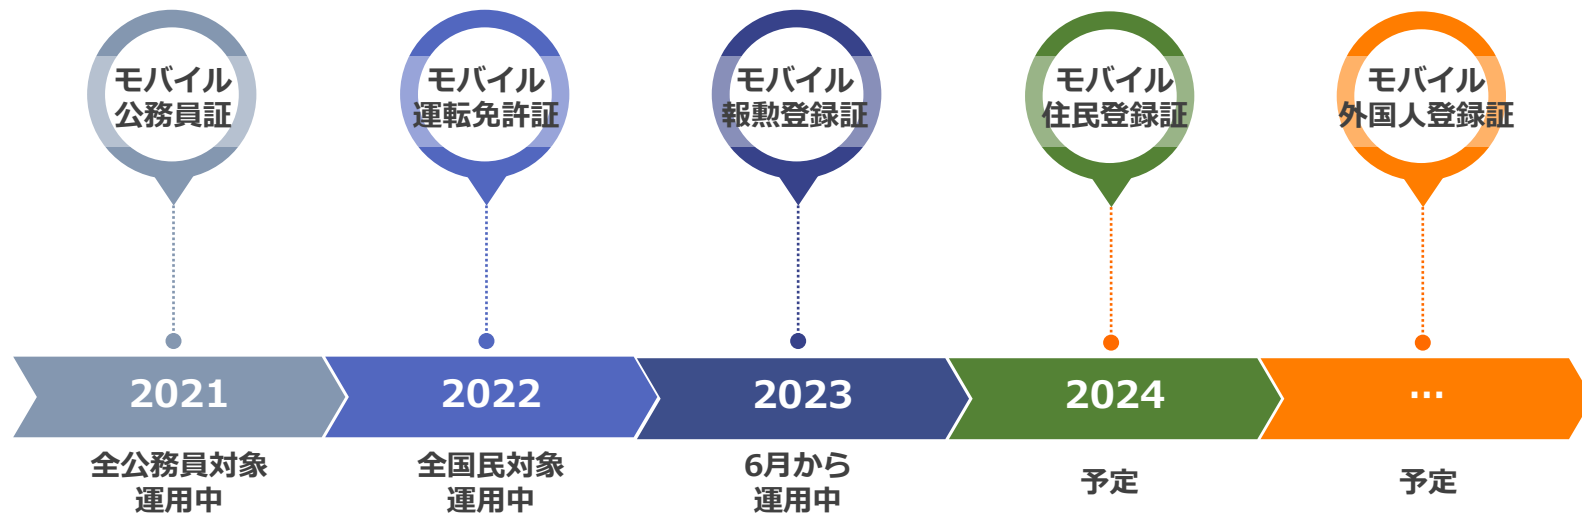 モバイル
公務員証
モバイル
運転免許証
モバイル
報勲登録証
モバイル
住民登録証
モバイル
外国人登録証
2021
2022
2023
2024
...
全公務員対象
運用中
全国民対象
運用中
6月から
運用中
予定
予定